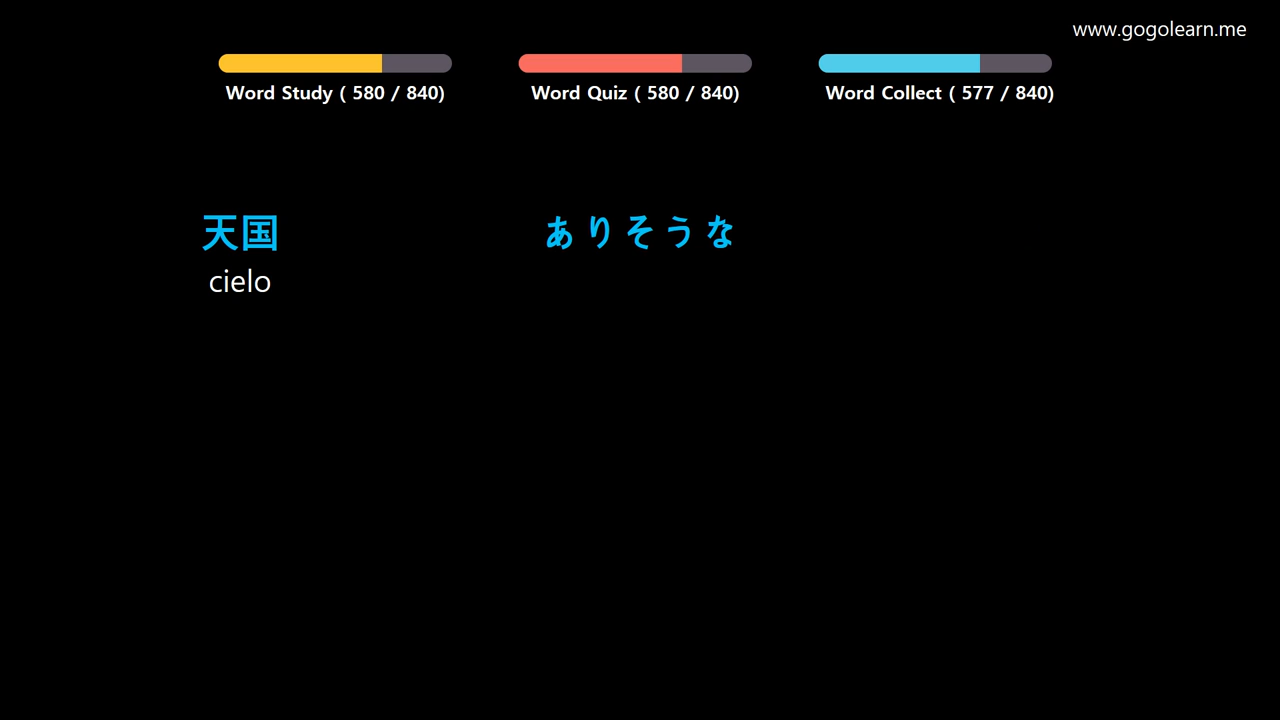 www.gogolearn.me
Word Study ( 580 / 840)
Word Quiz ( 580 / 840)
Word Collect ( 577 / 840)
天国
ありそうな
cielo